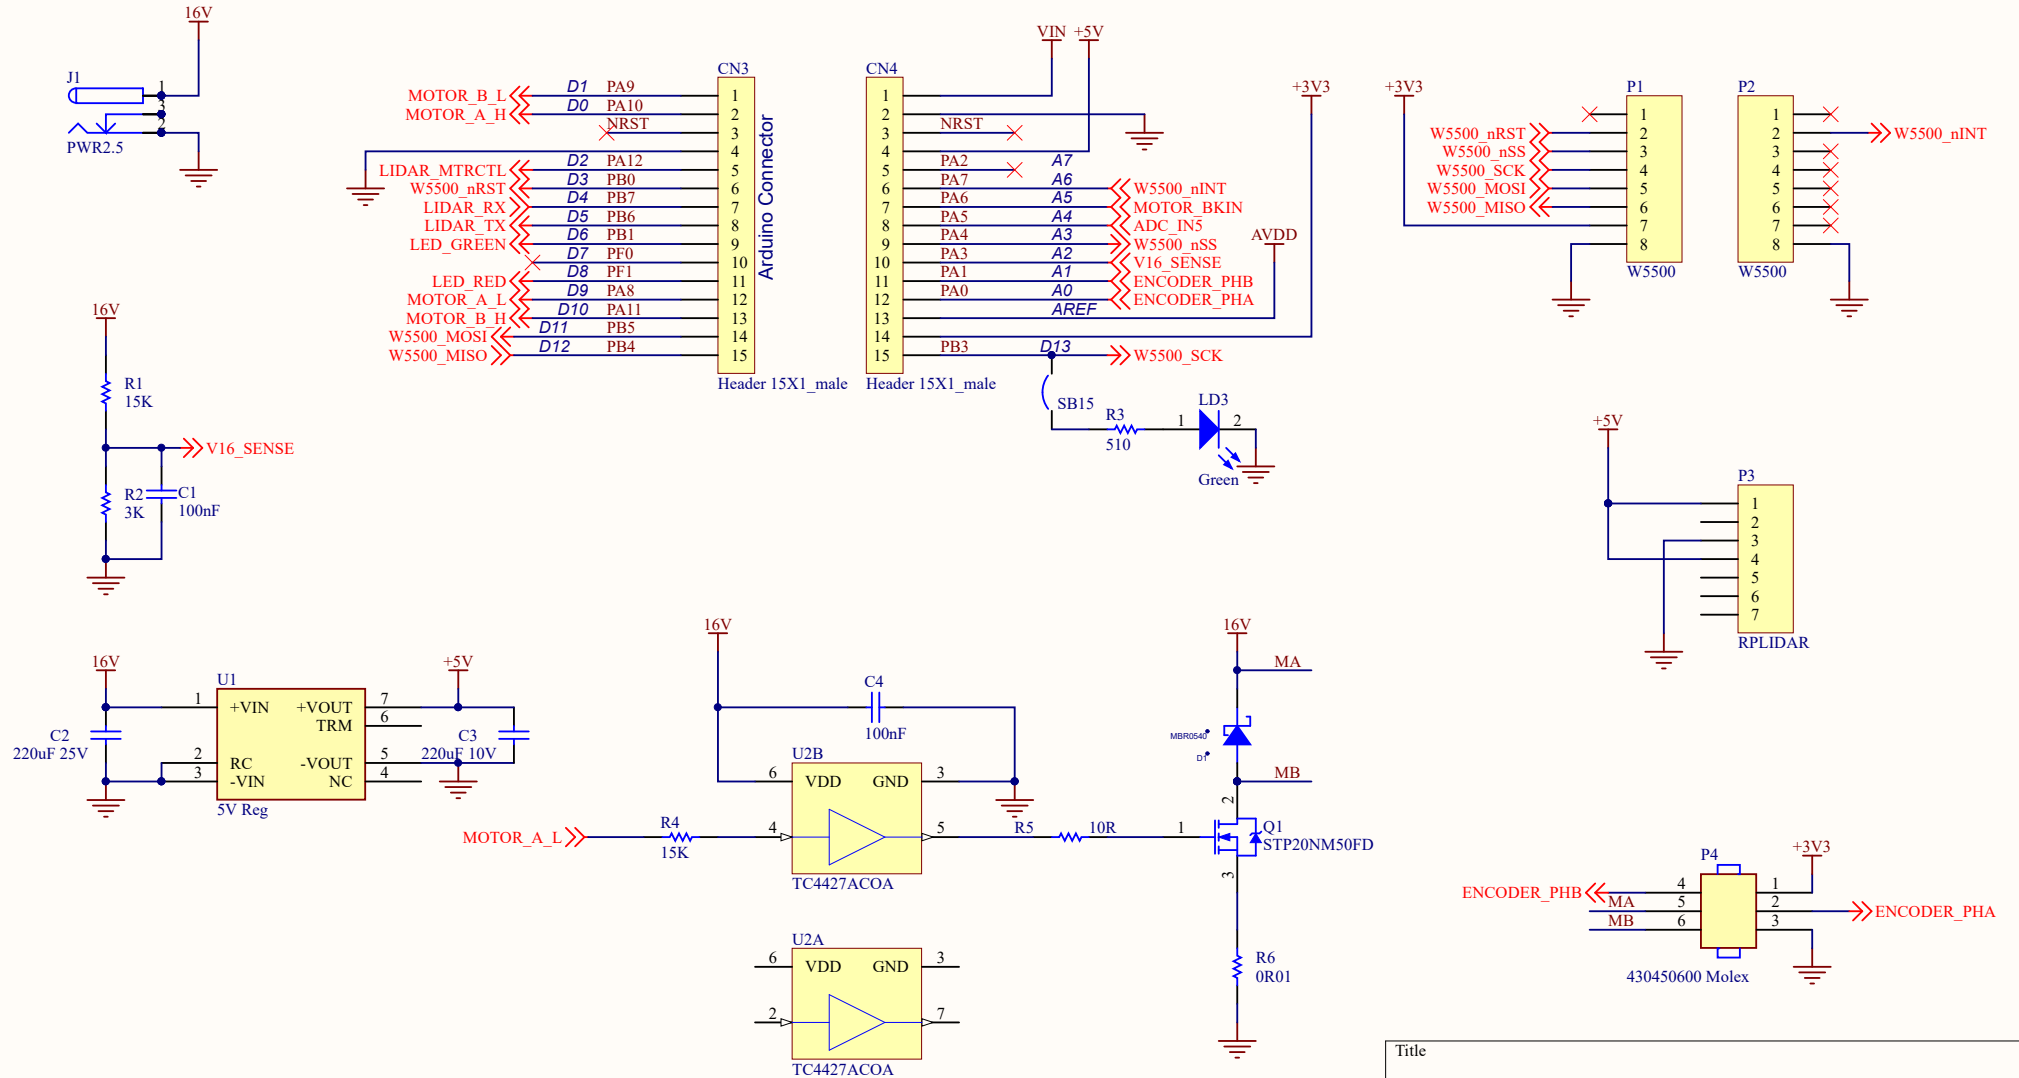 16V
J1
1
3
2
PWR2.5
CN3
MOTOR_B_L D1 PA9 1
MOTOR_A_H D0 PA10 2
NRST 3
4
LIDAR_MTRCTL D2 PA12 5
W5500_nRST D3 PB0 6
LIDAR_RX D4 PB7 7
LIDAR_TX D5 PB6 8
LED_GREEN D6 PB1 9
D7 PF0 10
LED_RED D8 PF1 11
MOTOR_A_L D9 PA8 12
MOTOR_B_H D10 PA11 13
W5500_MOSI D11 PB5 14
W5500_MISO D12 PB4 15
Header 15X1_male
Arduino Connector
VIN +5V
CN4
+3V3
1
2
3 NRST
4
5 PA2 A7
6 PA7 A6 W5500_nINT
7 PA6 A5 MOTOR_BKIN
8 PA5 A4 ADC_IN5
9 PA4 A3 W5500_nSS
AVDD
10 PA3 A2 V16_SENSE
11 PA1 A1 ENCODER_PHB
12 PA0 A0 ENCODER_PHA
13 AREF
14
15 PB3 D13 W5500_SCK
Header 15X1_male
SB15
R3
510
LD3
1 2
Green
+3V3
P1
1
W5500_nRST 2
W5500_nSS 3
W5500_SCK 4
W5500_MOSI 5
W5500_MISO 6
7
8
W5500
P2
1
2 W5500_nINT
3
4
5
6
7
8
W5500
16V
R1
15K
V16_SENSE
R2
3K
C1
100nF
+5V
P3
1
2
3
4
5
6
7
RPLIDAR
16V
+5V
U1
1 +VIN +VOUT 7
TRM 6
2 RC -VOUT 5
3 -VIN NC 4
5V Reg
C2
220uF 25V
C3
220uF 10V
16V
C4
100nF
U2B
6 VDD GND 3
MOTOR_A_L
R4
15K
4 5
TC4427ACOA
R5 10R
16V
MA
MBR0540
D1
MB
2
1
3
Q1
STP20NM50FD
R6
0R01
U2A
6 VDD GND 3
2 7
TC4427ACOA
P4
+3V3
ENCODER_PHB 4 1
MA 5 2 ENCODER_PHA
MB 6 3
430450600 Molex
Title